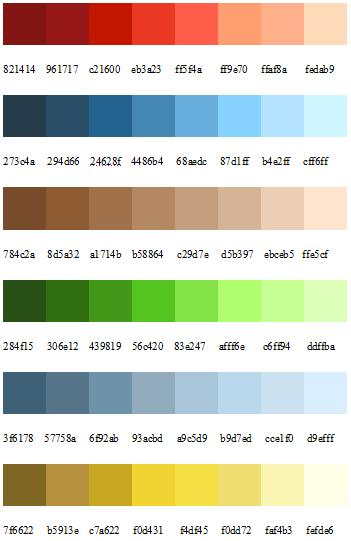 821414 961717 c21600 eb3a23 ff5f4a ff9e70 ffaf8a fedab9
273c4a 294d66 24628f 4486b4 68aedc 87d1ff b4e2ff cff6ff
784c2a 8d5a32 a1714b b58864 c29d7e d5b397 ebceb5 ffe5cf
284f15 306e12 439819 56c420 83e247 afff6e c6ff94 ddffba
3f6178 57758a 6f92ab 93acbd a9c5d9 b9d7ed cce1f0 d9efff
7f6622 b5913e c7a622 f0d431 f4df45 f0dd72 faf4b3 fefde6